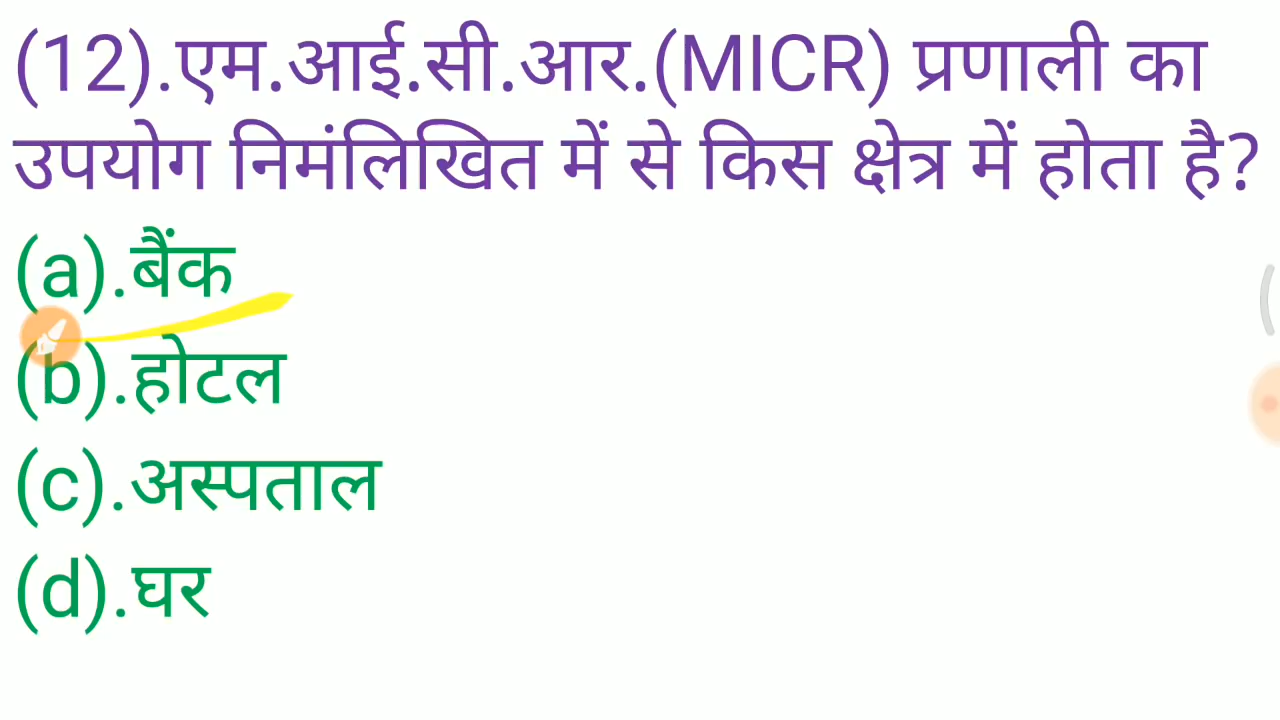 (12).एम.आई.सी.आर.(MICR) प्रणाली का
उपयोग निमंलिखित में से किस क्षेत्र में होता है?
(a).बैंक
(b).होटल
(c).अस्पताल
(d).घर